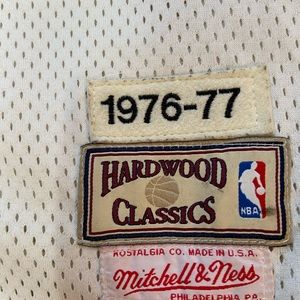 1976-77
HARDWOOD
CLASSICS
NBA
NOSTALGIA CO. MADE IN U.S.A.
Mitchell & Ness
PHILADELPHIA PA.